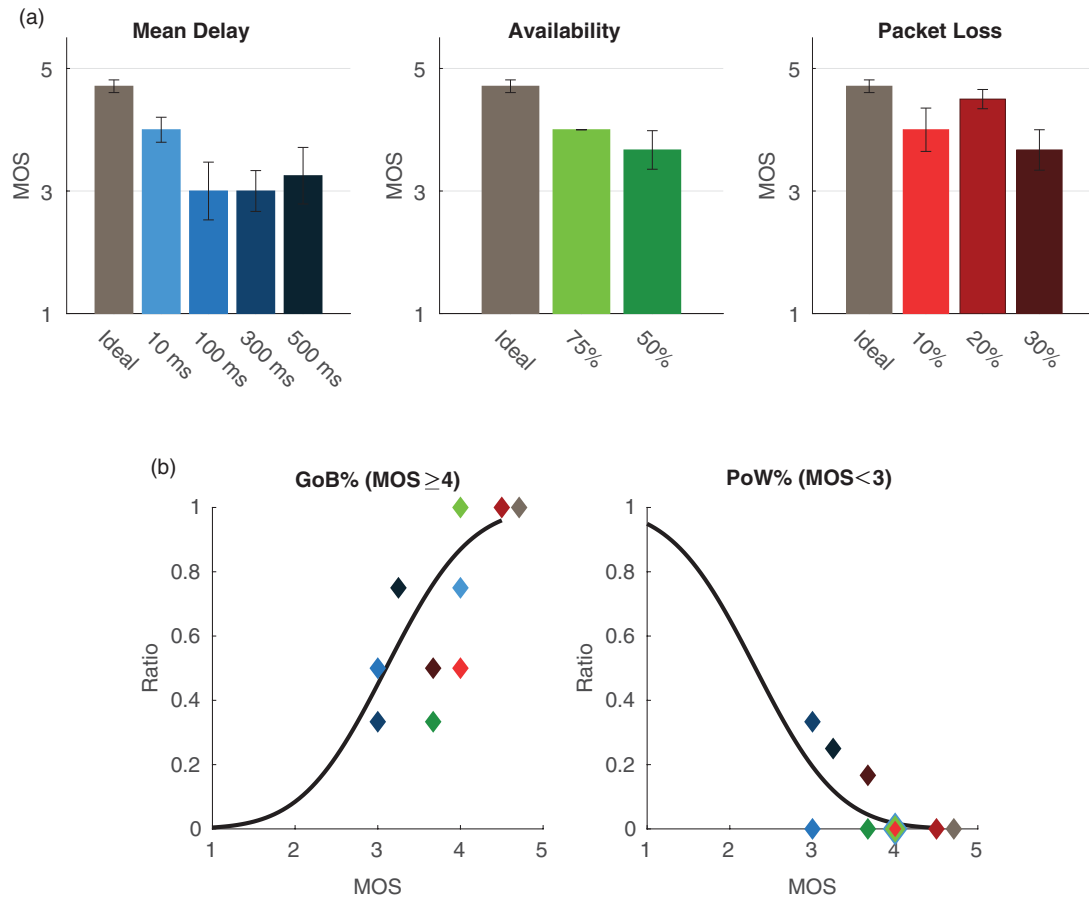 (a)
Mean Delay
Availability
Packet Loss
5
3
1
MOS
Ideal
10 ms
100 ms
300 ms
500 ms
5
3
1
MOS
Ideal
75%
50%
5
3
1
MOS
Ideal
10%
20%
30%
(b)
GoB% (MOS ≥4)
PoW% (MOS<3)
1
0.8
0.6
0.4
0.2
0
Ratio
1 2 3 4 5
MOS
1
0.8
0.6
0.4
0.2
0
Ratio
1 2 3 4 5
MOS